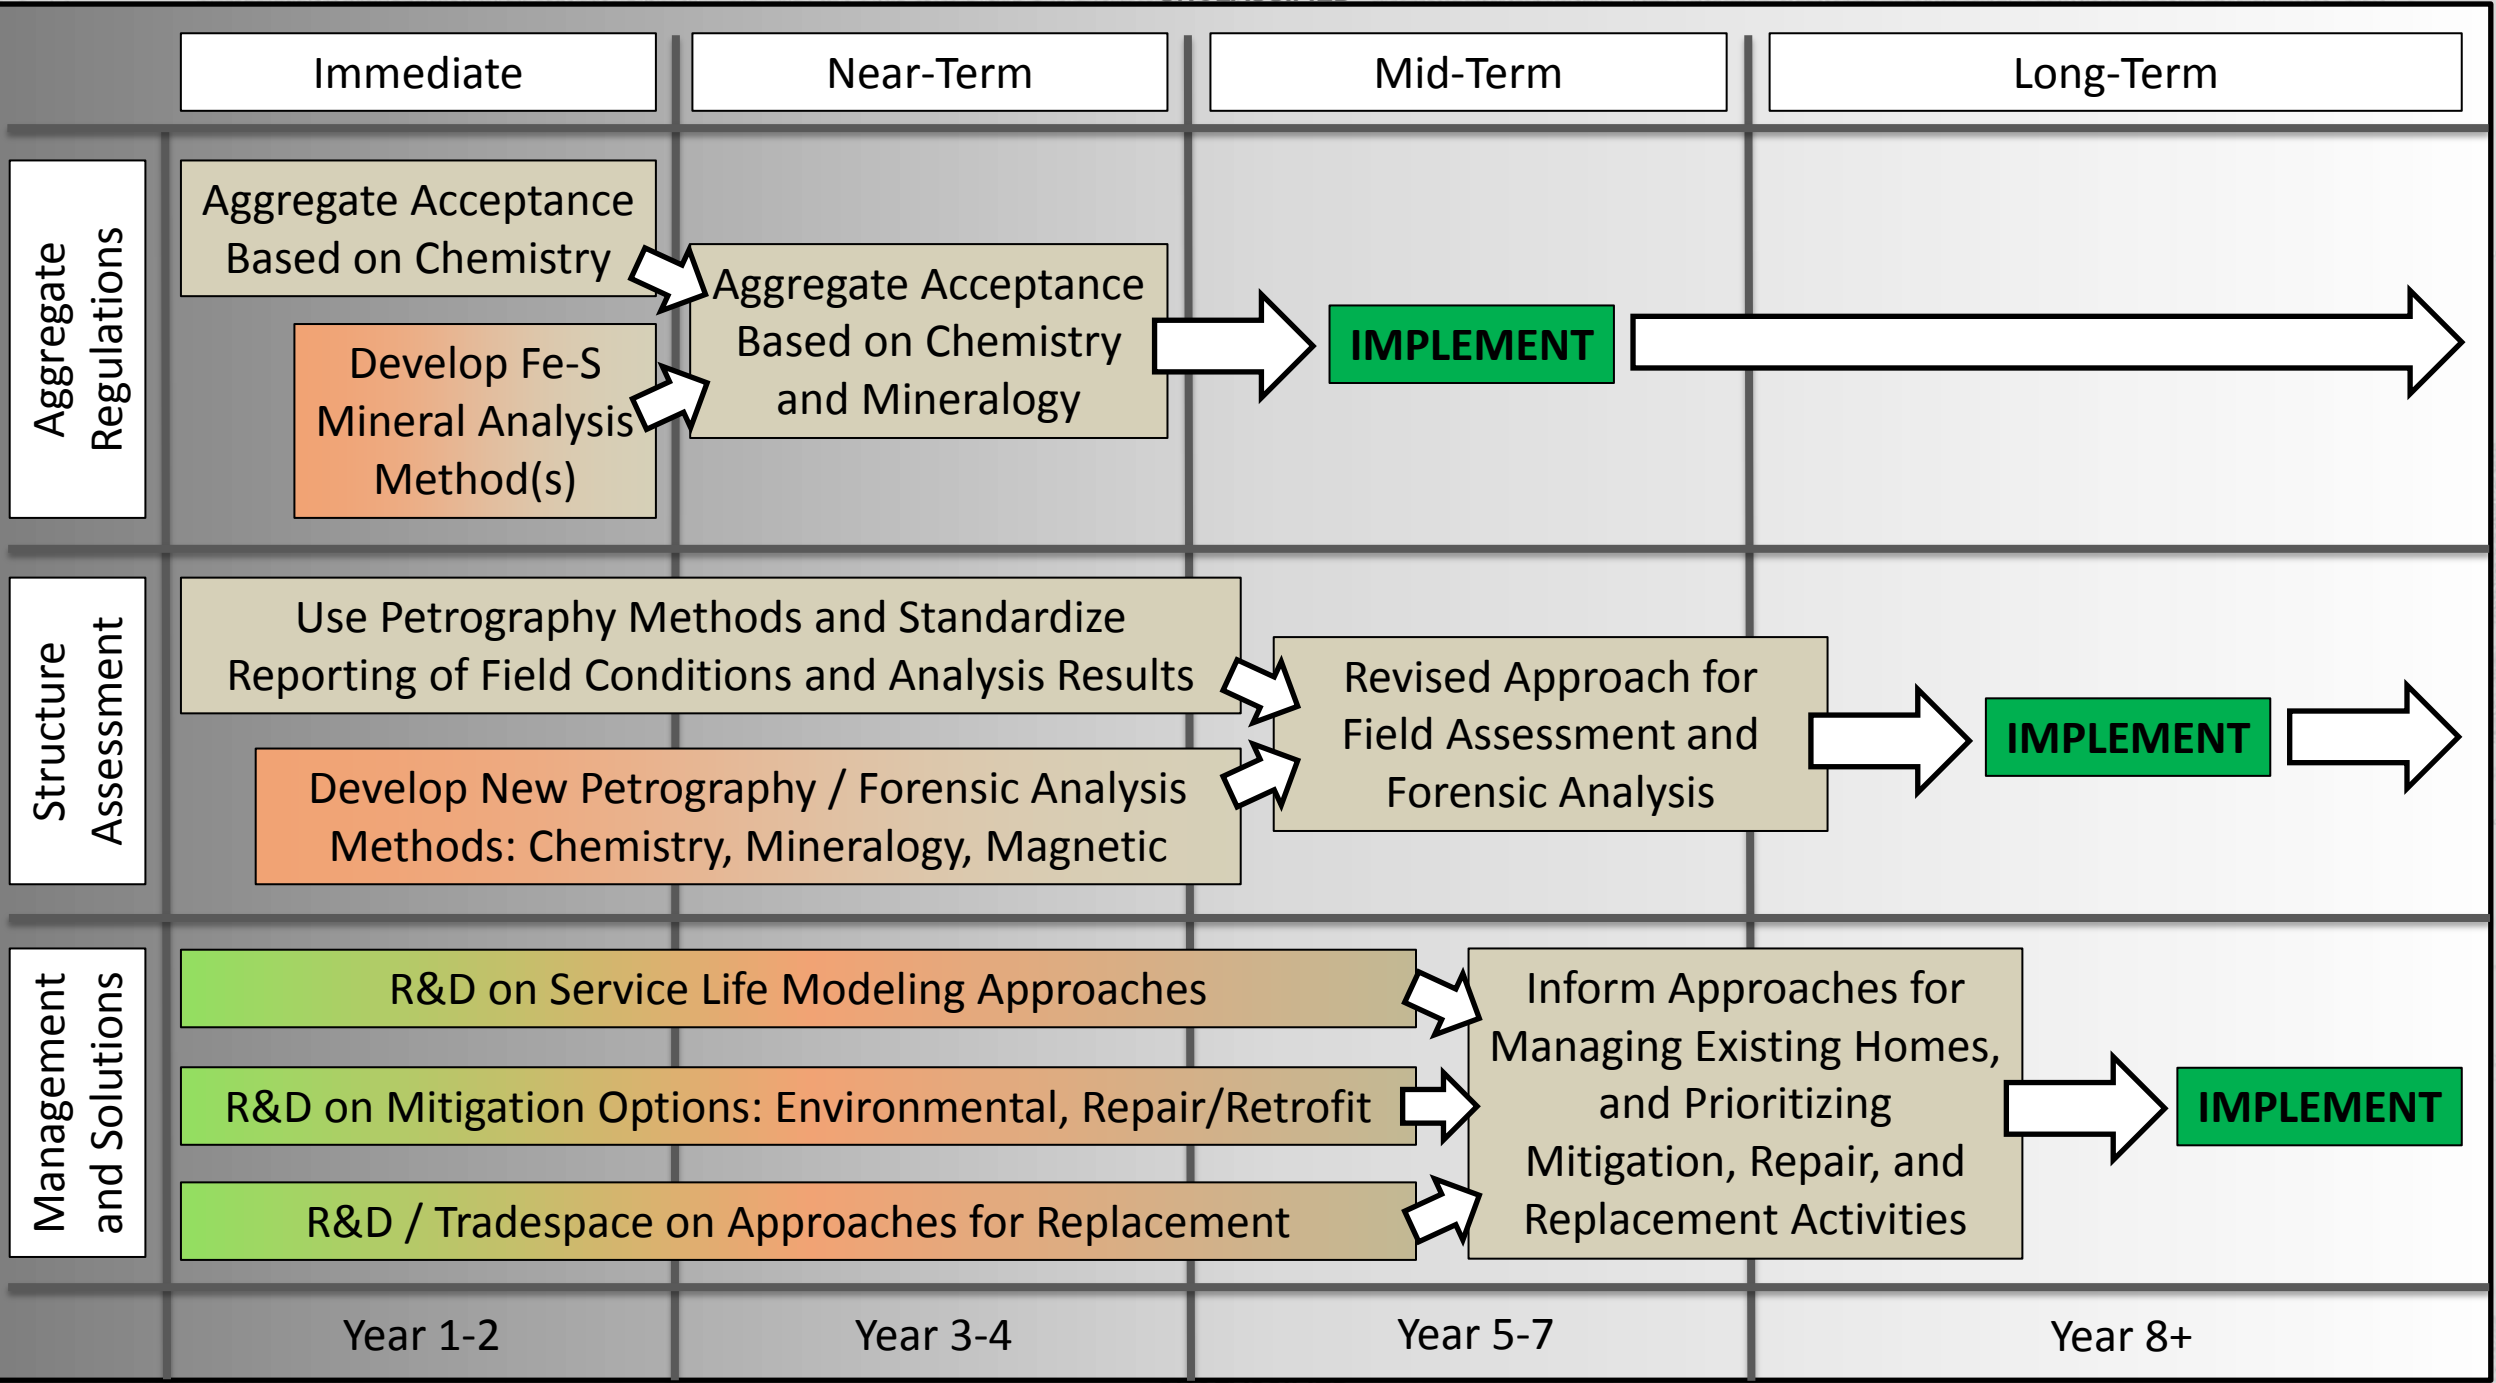 Immediate
Near-Term
Mid-Term
Long-Term
Aggregate
Regulations
Aggregate Acceptance
Based on Chemistry
Develop Fe-S
Mineral Analysis
Method(s)
Aggregate Acceptance
Based on Chemistry
and Mineralogy
IMPLEMENT
Structure
Assessment
Use Petrography Methods and Standardize
Reporting of Field Conditions and Analysis Results
Develop New Petrography / Forensic Analysis
Methods: Chemistry, Mineralogy, Magnetic
Revised Approach for
Field Assessment and
Forensic Analysis
IMPLEMENT
Management
and Solutions
R&D on Service Life Modeling Approaches
R&D on Mitigation Options: Environmental, Repair/Retrofit
R&D / Tradespace on Approaches for Replacement
Inform Approaches for
Managing Existing Homes,
and Prioritizing
Mitigation, Repair, and
Replacement Activities
IMPLEMENT
Year 1-2
Year 3-4
Year 5-7
Year 8+